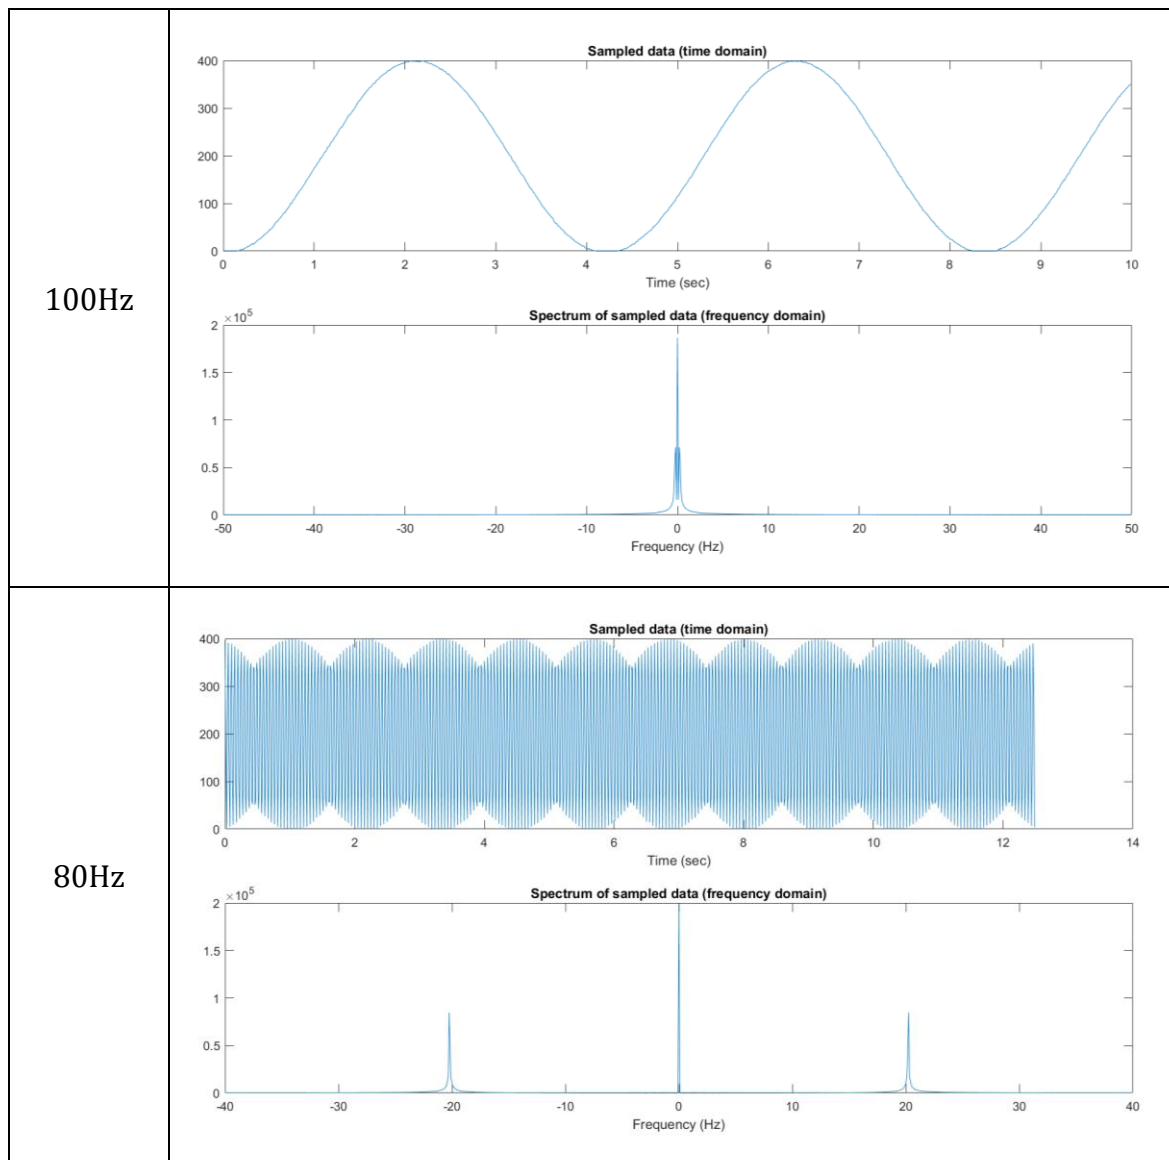 100Hz
Sampled data (time domain)
400
300
200
100
0
0 1 2 3 4 5 6 7 8 9 10
Time (sec)
×10^5
Spectrum of sampled data (frequency domain)
2
1.5
1
0.5
0
-50 -40 -30 -20 -10 0 10 20 30 40 50
Frequency (Hz)
80Hz
Sampled data (time domain)
400
300
200
100
0
0 2 4 6 8 10 12 14
Time (sec)
×10^5
Spectrum of sampled data (frequency domain)
2
1.5
1
0.5
0
-40 -30 -20 -10 0 10 20 30 40
Frequency (Hz)